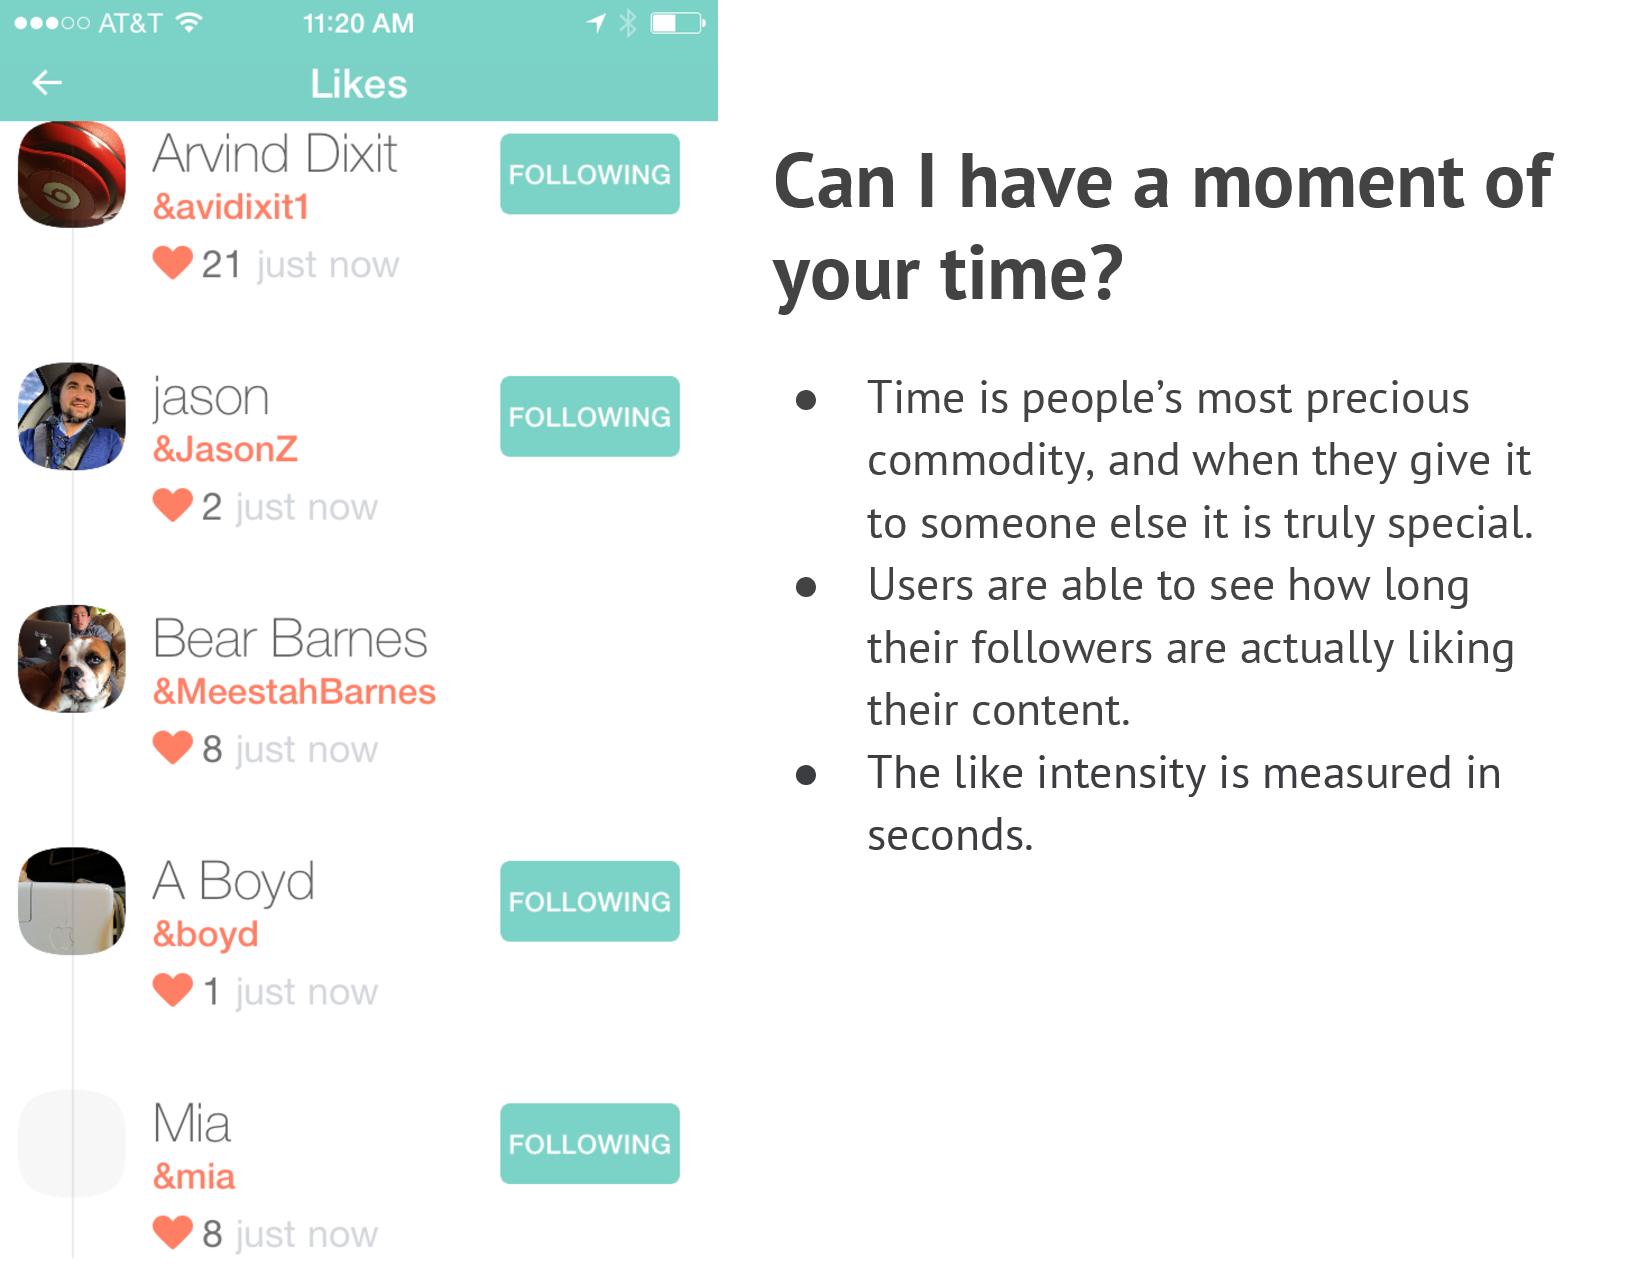 AT&T 11:20 AM
Likes
Arvind Dixit
&avidixit1
21 just now
FOLLOWING
jason
&JasonZ
2 just now
FOLLOWING
Bear Barnes
&MeestahBarnes
8 just now
A Boyd
&boyd
1 just now
FOLLOWING
Mia
&mia
8 just now
FOLLOWING
Can I have a moment of
your time?
● Time is people’s most precious
commodity, and when they give it
to someone else it is truly special.
● Users are able to see how long
their followers are actually liking
their content.
● The like intensity is measured in
seconds.